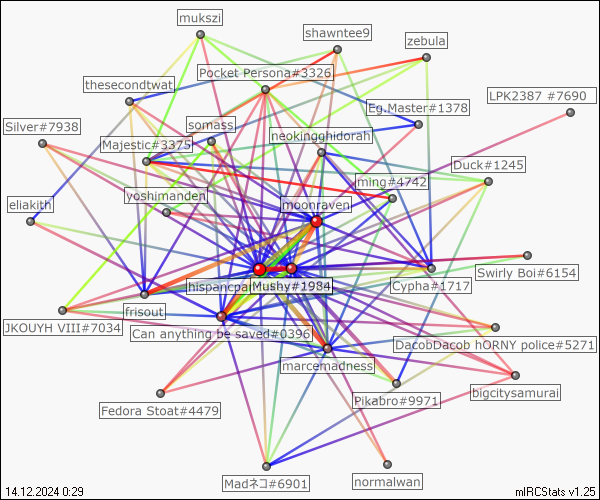 mukszi
shawntee9
zebula
Pocket Persona#3326
thesecondtwat
LPK2387 #7690
Eg.Master#1378
Silver#7938
somass
neokingghidorah
Majestic#3375
Duck#1245
ming#4742
eliakith
yoshimanden
moonraven
Swirly Boi#6154
hispancpa
Mushy#1984
Cypha#1717
frisout
JKOUYH VIII#7034
Can anything be saved#0396
DacobDacob hORNY police#5271
marcemadness
bigcitysamurai
Pikabro#9971
Fedora Stoat#4479
Madネコ#6901
normalwan
14.12.2024 0:29
mIRCStats v1.25